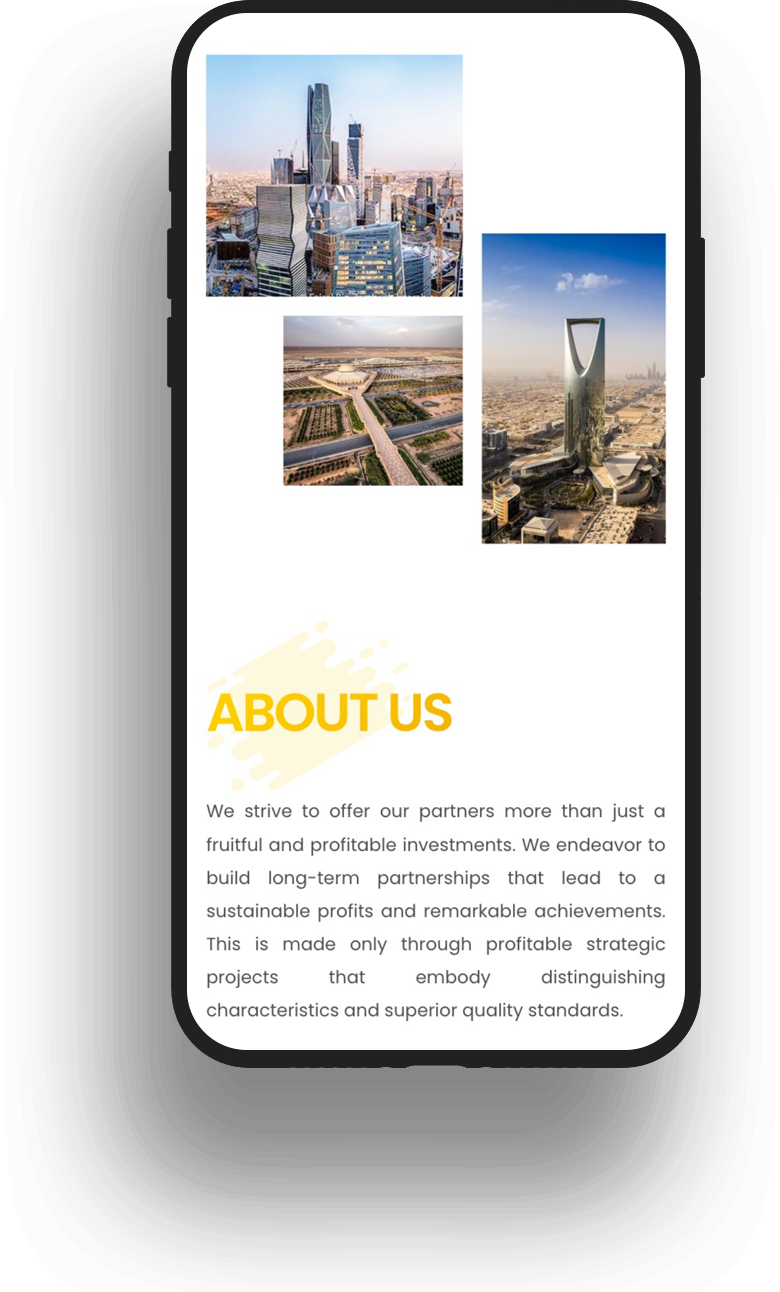 ABOUT US
We strive to offer our partners more than just a
fruitful and profitable investments. We endeavor to
build long-term partnerships that lead to a
sustainable profits and remarkable achievements.
This is made only through profitable strategic
projects that embody distinguishing
characteristics and superior quality standards.